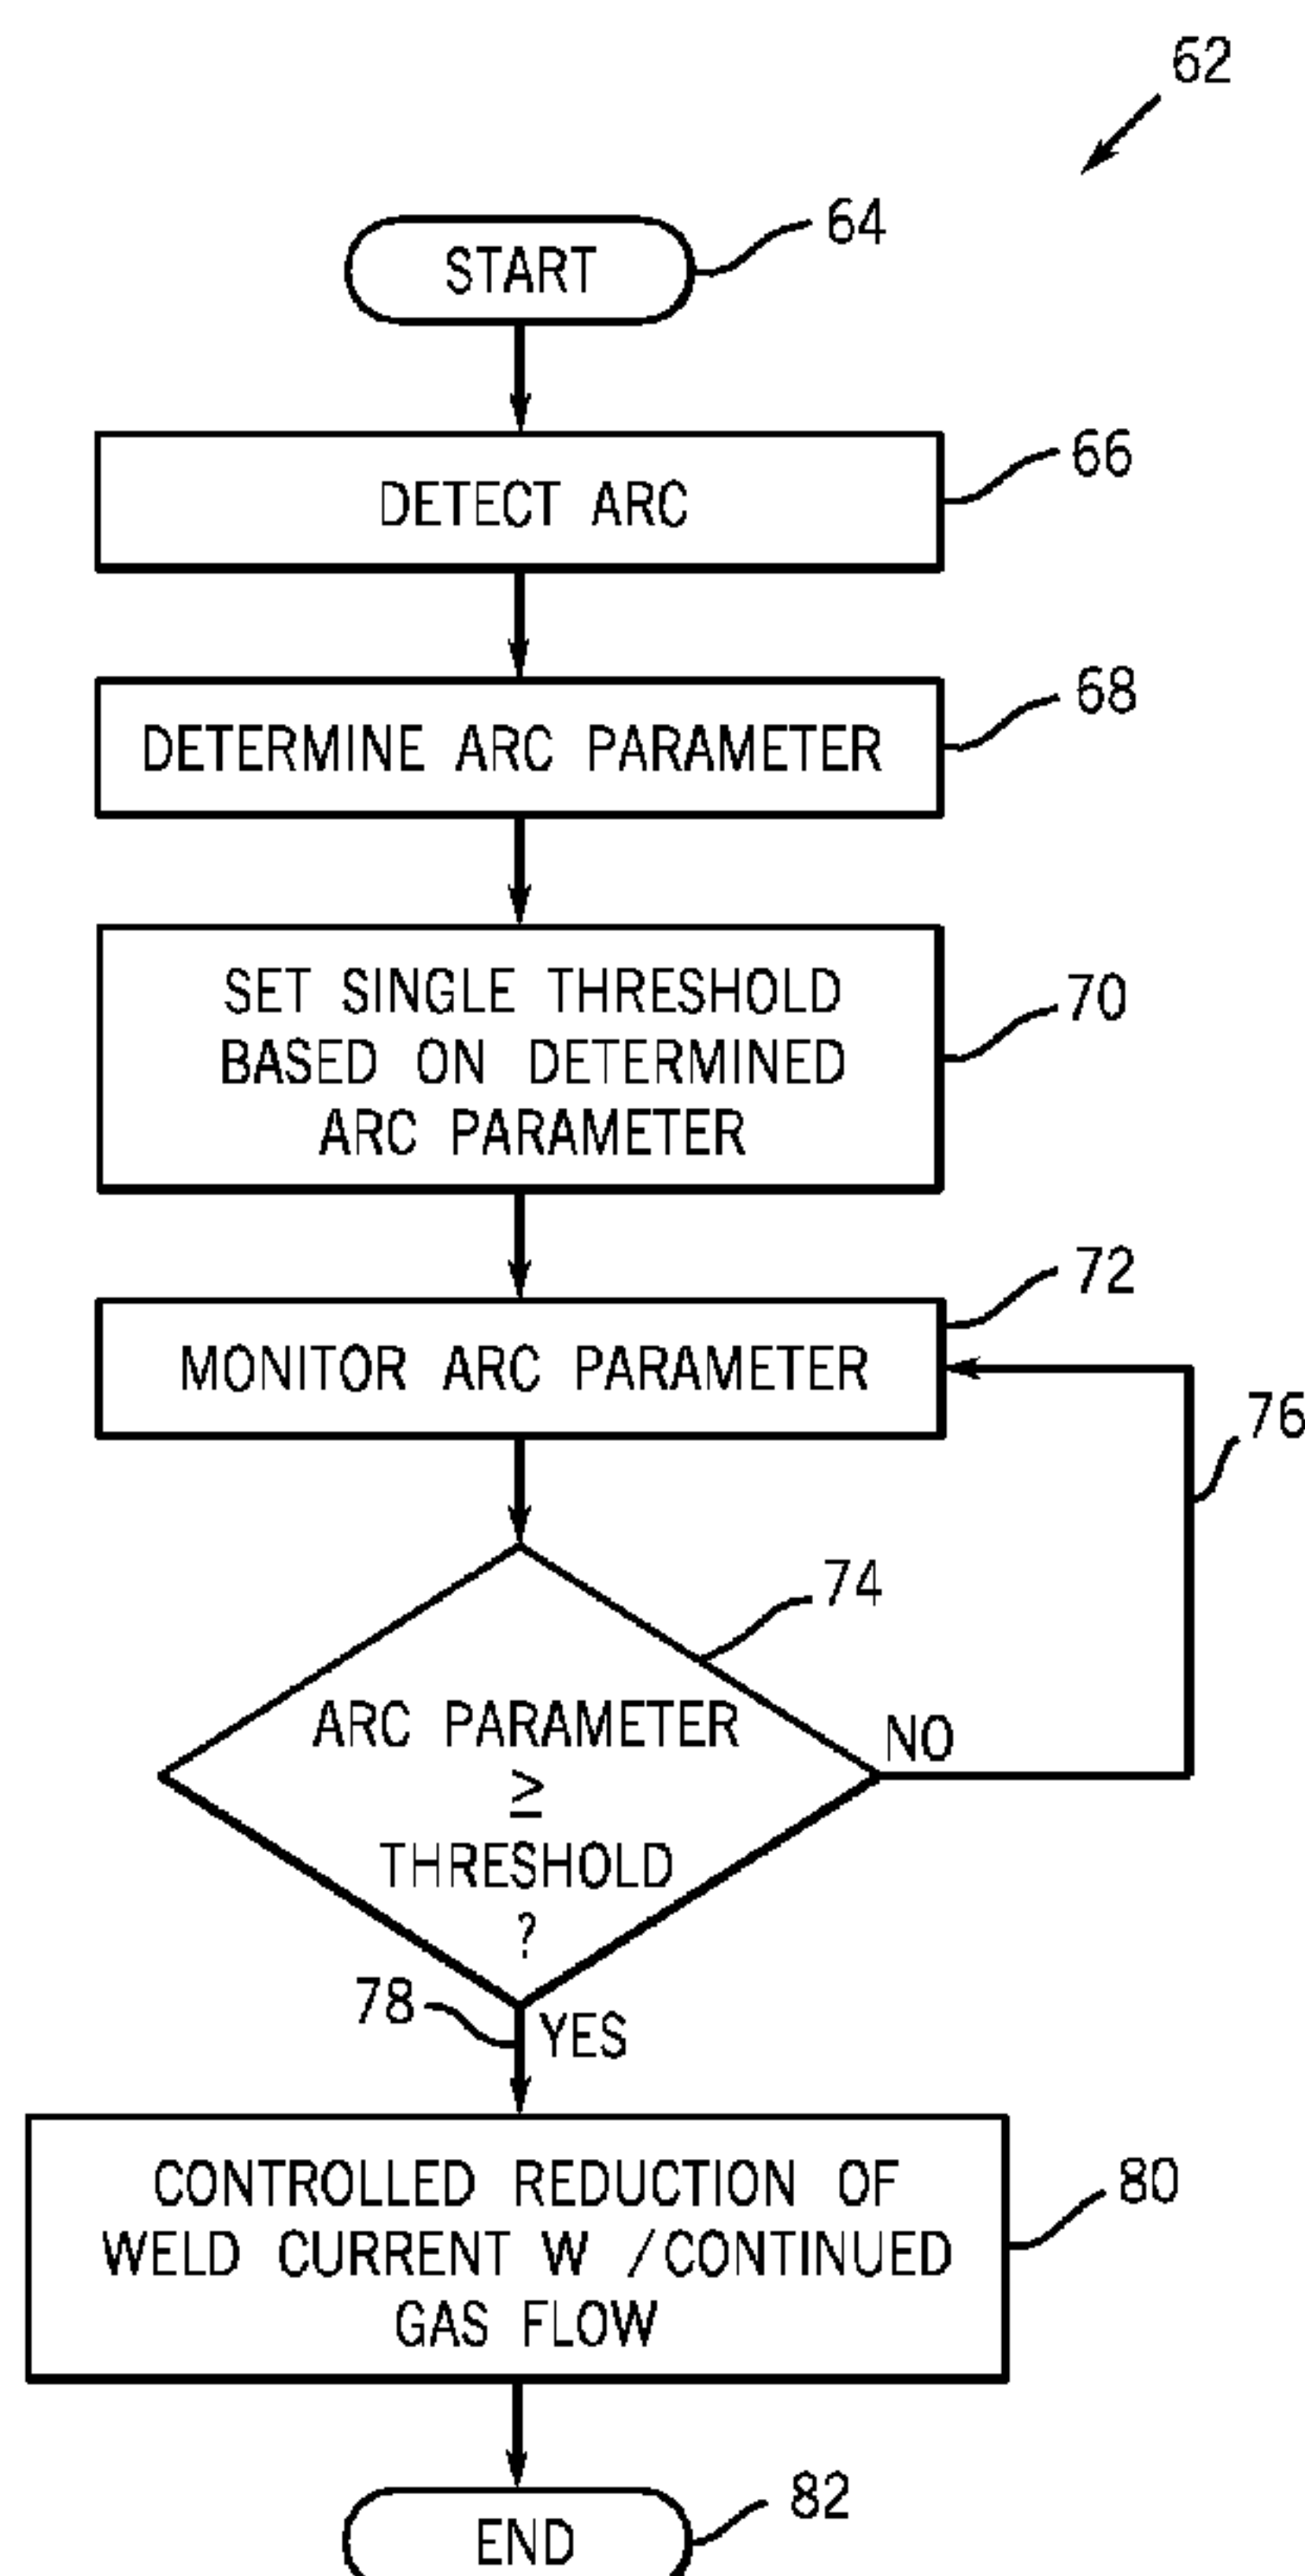 62
START
64
DETECT ARC
66
DETERMINE ARC PARAMETER
68
SET SINGLE THRESHOLD
BASED ON DETERMINED
ARC PARAMETER
70
MONITOR ARC PARAMETER
72
76
74
ARC PARAMETER
≥
THRESHOLD
?
NO
78
YES
CONTROLLED REDUCTION OF
WELD CURRENT W /CONTINUED
GAS FLOW
80
END
82